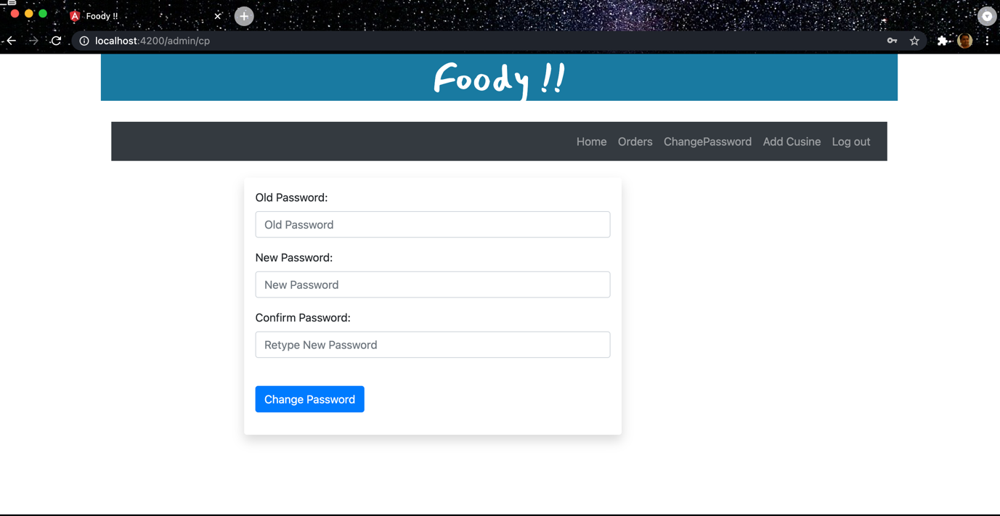 Foody !!
localhost:4200/admin/cp
Foody !!
Home Orders ChangePassword Add Cusine Log out
Old Password:
Old Password
New Password:
New Password
Confirm Password:
Retype New Password
Change Password